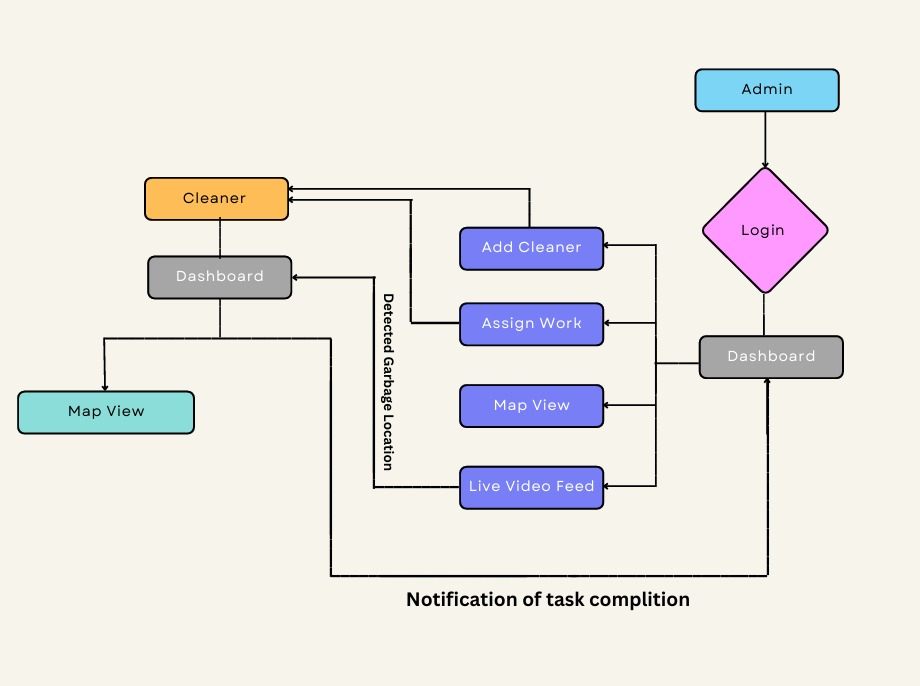 Admin
Cleaner
Login
Add Cleaner
Dashboard
Detected Garbage Location
Assign Work
Dashboard
Map View
Map View
Live Video Feed
Notification of task complition